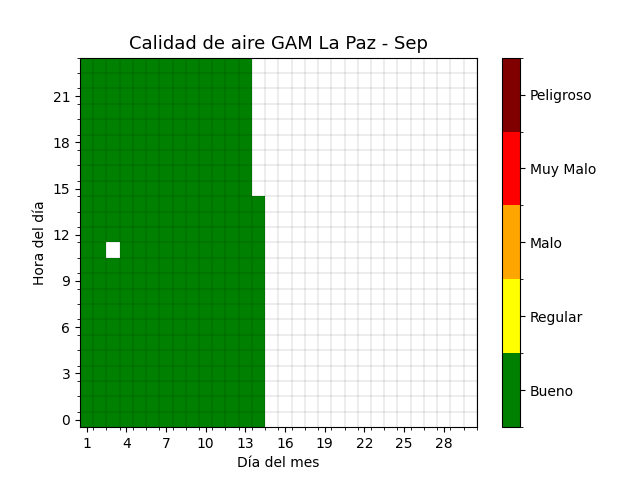 Calidad de aire GAM La Paz - Sep
Hora del día
21
18
15
12
9
6
3
0
1 4 7 10 13 16 19 22 25 28
Día del mes
Peligroso
Muy Malo
Malo
Regular
Bueno